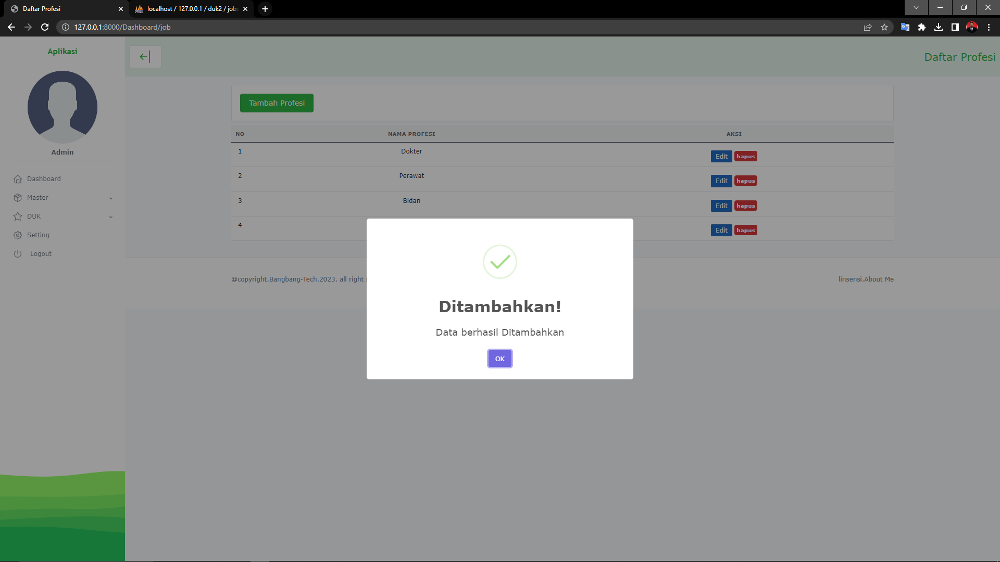 Daftar Profesi
localhost / 127.0.0.1 / duk2 / jobs
127.0.0.1:8000/Dashboard/job
Aplikasi
Daftar Profesi
Tambah Profesi
NO NAMA PROFESI AKSI
1 Dokter Edit hapus
2 Perawat Edit hapus
3 Bidan Edit hapus
4 Edit hapus
Admin
Dashboard
Master
DUK
Setting
Logout
@copyright.Bangbang-Tech.2023. all right
linsensi.About Me
Ditambahkan!
Data berhasil Ditambahkan
OK